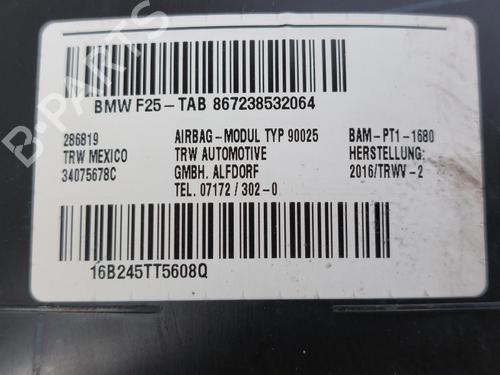 BMW F25-TAB 867238532064
286819
TRW MEXICO
34075678C
AIRBAG-MODUL TYP 90025
TRW AUTOMOTIVE
GMBH. ALFDORF
TEL. 07172/302-0
BAM-PT1-1680
HERSTELLUNG:
2016/TRWV-2
16B245TT5608Q